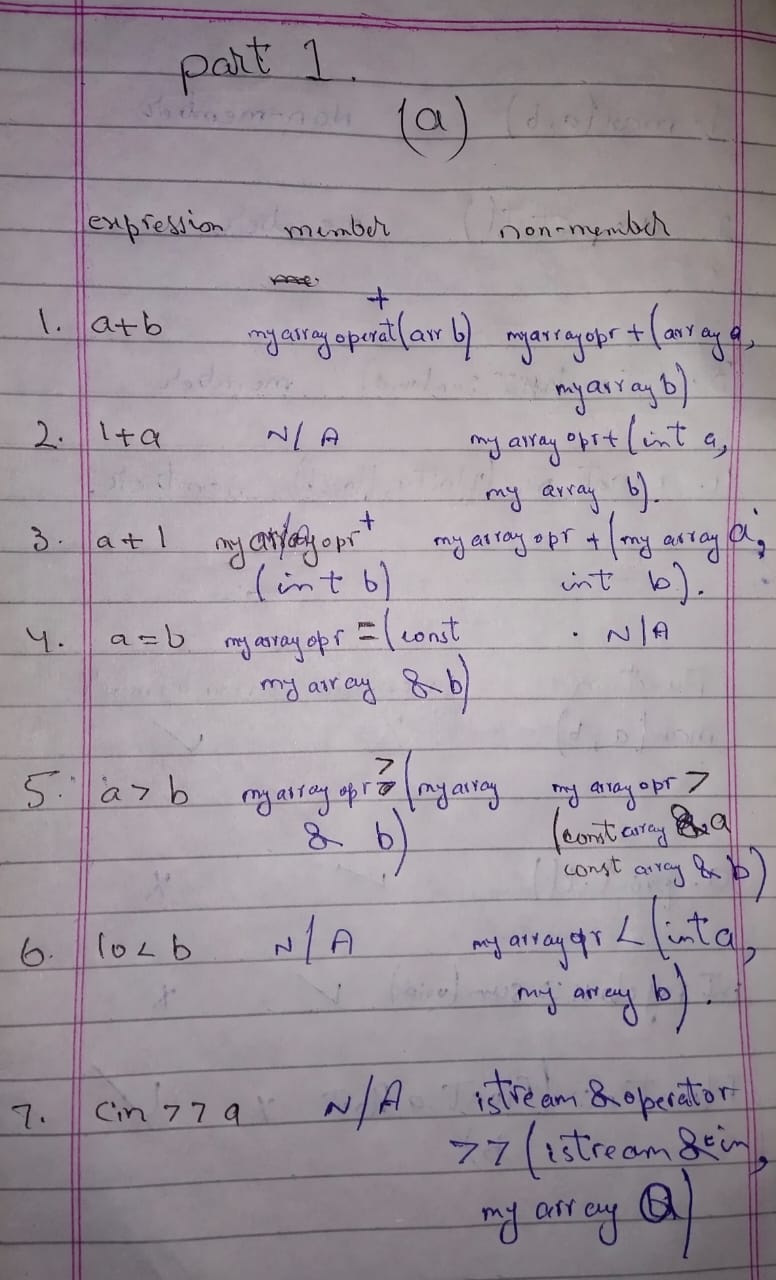 part 1.
(a)
expression member non-member
+
1. a+b myarray operat(arr b) myarrayopr + (array a,
myarray b)
2. 1+a N/A my array opr+ (int a,
my array b).
3. a+1 my array opr + my array opr + (my array a,
(int b) int b).
4. a=b my array opr = (const . N/A
my array & b)
5. a>b my array opr > (myarray my array opr >
& b) (const array & a
const array & b)
6. 10<b N/A my array opr < (int a,
my array b).
7. Cin >> a N/A istream & operator
>> (istream & in,
my array a)